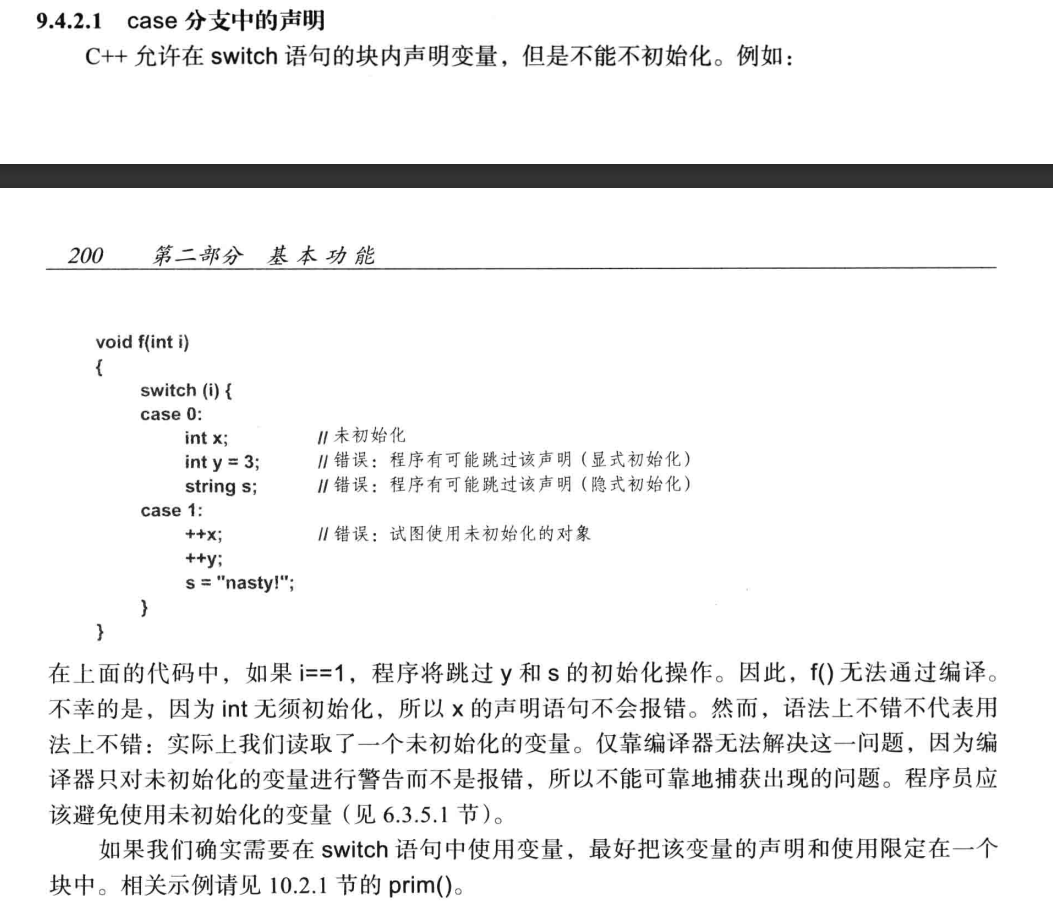 9.4.2.1 case 分支中的声明
C++ 允许在 switch 语句的块内声明变量，但是不能不初始化。例如：
200 第二部分 基本功能
void f(int i)
{
switch (i) {
case 0:
int x; // 未初始化
int y = 3; // 错误：程序有可能跳过该声明（显式初始化）
string s; // 错误：程序有可能跳过该声明（隐式初始化）
case 1:
++x; // 错误：试图使用未初始化的对象
++y;
s = "nasty!";
}
}
在上面的代码中，如果 i==1，程序将跳过 y 和 s 的初始化操作。因此，f() 无法通过编译。
不幸的是，因为 int 无须初始化，所以 x 的声明语句不会报错。然而，语法上不错不代表用
法上不错：实际上我们读取了一个未初始化的变量。仅靠编译器无法解决这一问题，因为编
译器只对未初始化的变量进行警告而不是报错，所以不能可靠地捕获出现的问题。程序员应
该避免使用未初始化的变量（见 6.3.5.1 节）。
如果我们确实需要在 switch 语句中使用变量，最好把该变量的声明和使用限定在一个
块中。相关示例请见 10.2.1 节的 prim()。